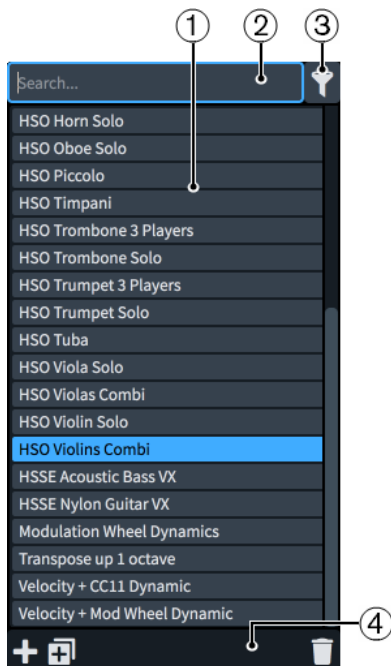 1 2 3
Search...
HSO Horn Solo
HSO Oboe Solo
HSO Piccolo
HSO Timpani
HSO Trombone 3 Players
HSO Trombone Solo
HSO Trumpet 3 Players
HSO Trumpet Solo
HSO Tuba
HSO Viola Solo
HSO Violas Combi
HSO Violin Solo
HSO Violins Combi
HSSE Acoustic Bass VX
HSSE Nylon Guitar VX
Modulation Wheel Dynamics
Transpose up 1 octave
Velocity + CC11 Dynamic
Velocity + Mod Wheel Dynamic
4